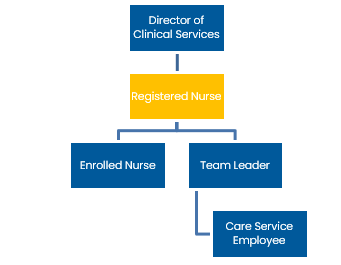 Director of
Clinical Services
Registered Nurse
Enrolled Nurse
Team Leader
Care Service
Employee